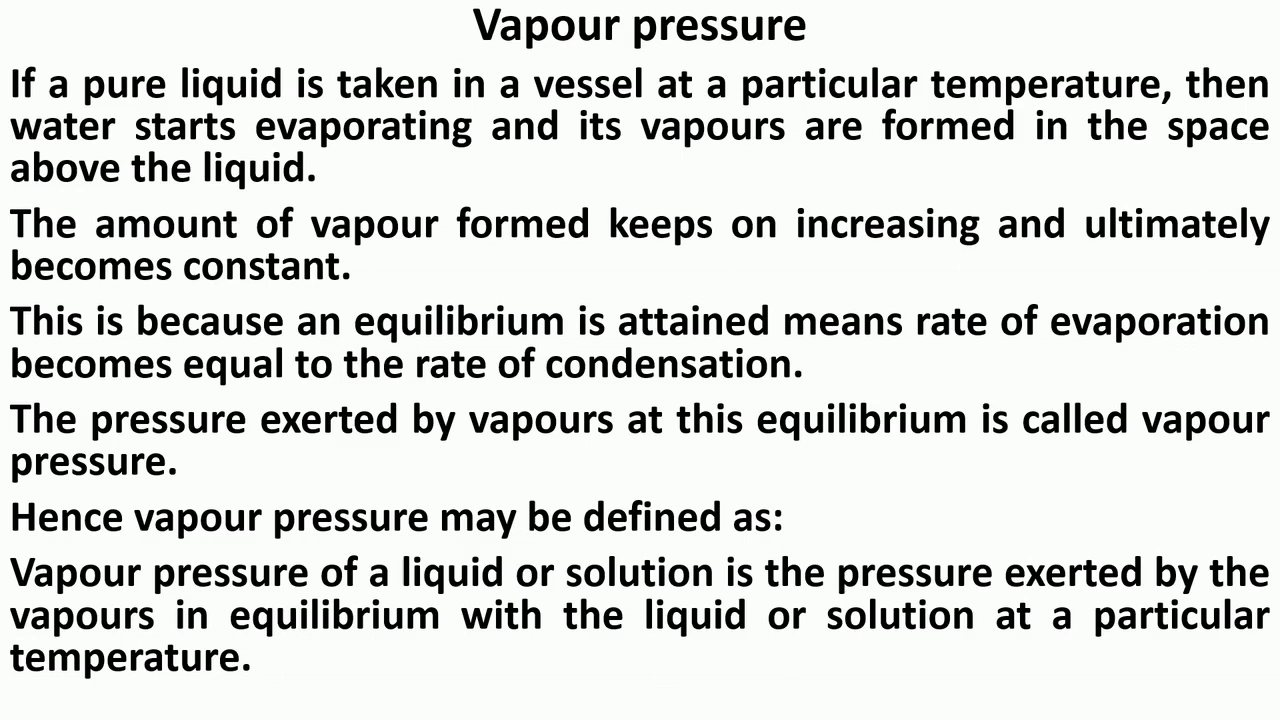 Vapour pressure
If a pure liquid is taken in a vessel at a particular temperature, then
water starts evaporating and its vapours are formed in the space
above the liquid.
The amount of vapour formed keeps on increasing and ultimately
becomes constant.
This is because an equilibrium is attained means rate of evaporation
becomes equal to the rate of condensation.
The pressure exerted by vapours at this equilibrium is called vapour
pressure.
Hence vapour pressure may be defined as:
Vapour pressure of a liquid or solution is the pressure exerted by the
vapours in equilibrium with the liquid or solution at a particular
temperature.